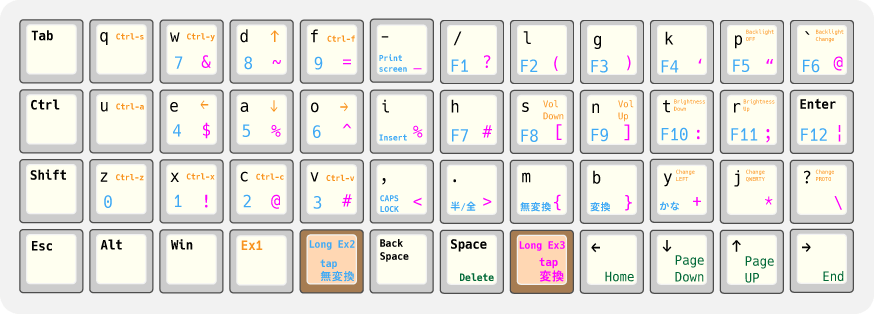 Tab
q Ctrl-s
w Ctrl-y
7 &
d ↑
8 ~
f Ctrl-f
9 =
-
Print
screen _
/
F1 ?
l
F2 (
g
F3 )
k
F4 ‘
p Backlight
OFF
F5 “
` Backlight
Change
F6 @
Ctrl
u Ctrl-a
e ←
4 $
a ↓
5 %
o →
6 ^
i
Insert %
h
F7 #
s Vol
Down
F8 [
n Vol
Up
F9 ]
t Brightness
Down
F10 :
r Brightness
Up
F11 ;
Enter
F12 ¦
Shift
z Ctrl-z
0
x Ctrl-x
1 !
c Ctrl-c
2 @
v Ctrl-v
3 #
,
CAPS
LOCK <
.
半/全 >
m
無変換 {
b
変換 }
y Change
LEFT
かな +
j Change
QWERTY
*
? Change
PROTO
\
Esc
Alt
Win
Ex1
Long Ex2
tap
無変換
Back
Space
Space
Delete
Long Ex3
tap
変換
←
Home
↓
Page
Down
↑
Page
UP
→
End